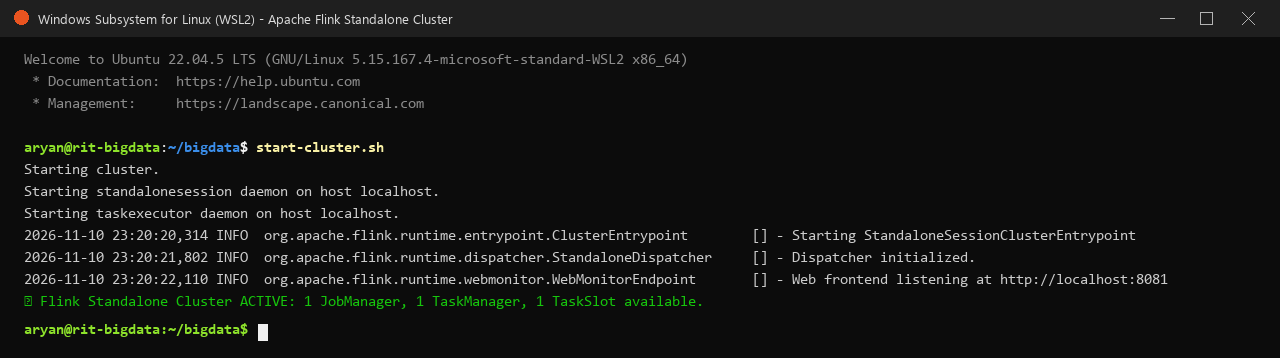 Windows Subsystem for Linux (WSL2) - Apache Flink Standalone Cluster
Welcome to Ubuntu 22.04.5 LTS (GNU/Linux 5.15.167.4-microsoft-standard-WSL2 x86_64)
* Documentation:  https://help.ubuntu.com
* Management:     https://landscape.canonical.com
aryan@rit-bigdata:~/bigdata$ start-cluster.sh
Starting cluster.
Starting standalonesession daemon on host localhost.
Starting taskexecutor daemon on host localhost.
2026-11-10 23:20:20,314 INFO  org.apache.flink.runtime.entrypoint.ClusterEntrypoint        [] - Starting StandaloneSessionClusterEntrypoint
2026-11-10 23:20:21,802 INFO  org.apache.flink.runtime.dispatcher.StandaloneDispatcher     [] - Dispatcher initialized.
2026-11-10 23:20:22,110 INFO  org.apache.flink.runtime.webmonitor.WebMonitorEndpoint       [] - Web frontend listening at http://localhost:8081
Flink Standalone Cluster ACTIVE: 1 JobManager, 1 TaskManager, 1 TaskSlot available.
aryan@rit-bigdata:~/bigdata$